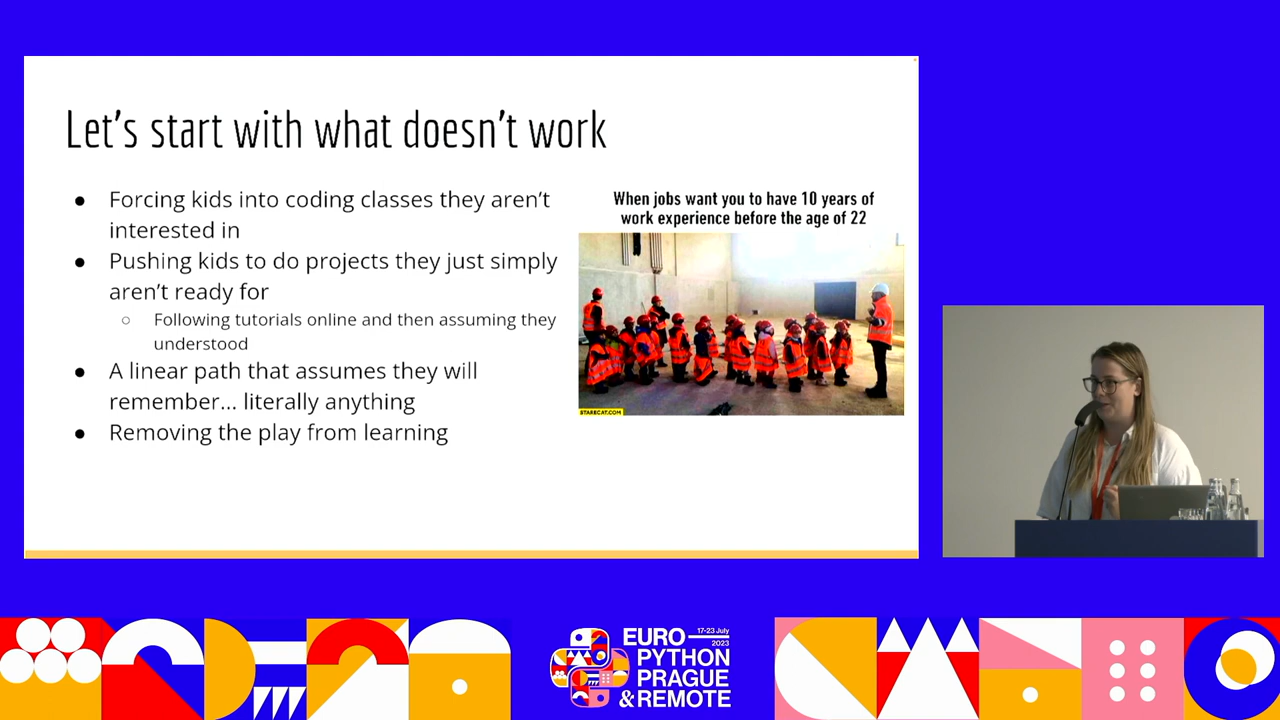 Let's start with what doesn't work
● Forcing kids into coding classes they aren't
interested in
● Pushing kids to do projects they just simply
aren't ready for
○ Following tutorials online and then assuming they
understood
● A linear path that assumes they will
remember... literally anything
● Removing the play from learning
When jobs want you to have 10 years of
work experience before the age of 22
STARECAT.COM
EURO 17-23 July
2023
PYTHON
PRAGUE
& REMOTE